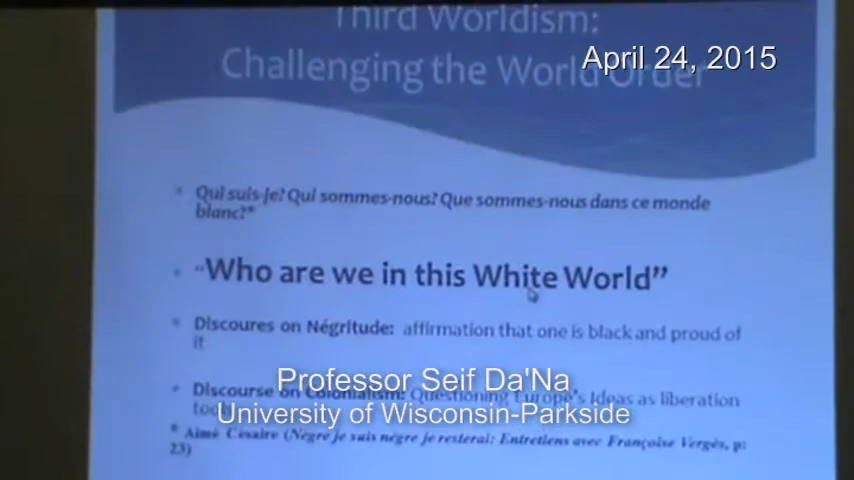 Third Worldism:
Challenging the World Order
April 24, 2015
* Qui suis-je? Qui sommes-nous? Que sommes-nous dans ce monde
blanc?*
* "Who are we in this White World"
* Discoures on Négritude: affirmation that one is black and proud of
it
* Discourse on Colonialism: Questioning Europe's Ideas as liberation
Professor Seif Da'Na
University of Wisconsin-Parkside
* Aimé Césaire (Nègre je suis nègre je resterai: Entretiens avec Françoise Vergès, p:
23)